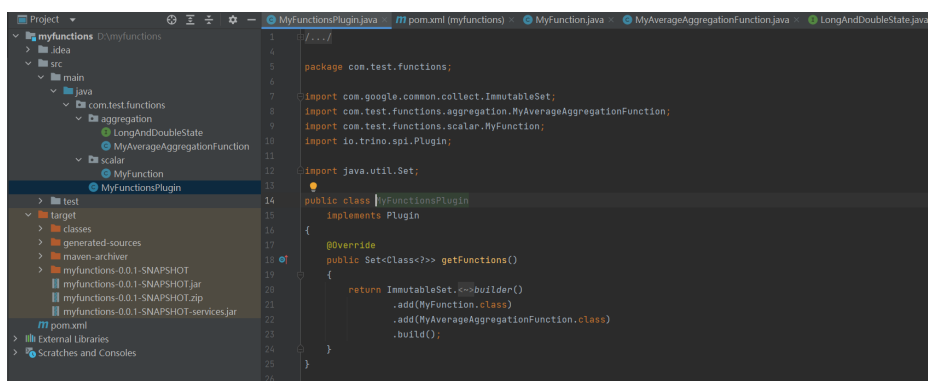 Project
MyFunctionsPlugin.java
pom.xml (myfunctions)
MyFunction.java
MyAverageAggregationFunction.java
LongAndDoubleState.java
myfunctions D:\myfunctions
.idea
src
main
java
com.test.functions
aggregation
LongAndDoubleState
MyAverageAggregationFunction
scalar
MyFunction
MyFunctionsPlugin
test
target
classes
generated-sources
maven-archiver
myfunctions-0.0.1-SNAPSHOT
myfunctions-0.0.1-SNAPSHOT.jar
myfunctions-0.0.1-SNAPSHOT.zip
myfunctions-0.0.1-SNAPSHOT-services.jar
pom.xml
External Libraries
Scratches and Consoles
1 /.../
4
5 package com.test.functions;
6
7 import com.google.common.collect.ImmutableSet;
8 import com.test.functions.aggregation.MyAverageAggregationFunction;
9 import com.test.functions.scalar.MyFunction;
10 import io.trino.spi.Plugin;
11
12 import java.util.Set;
13
14 public class MyFunctionsPlugin
15 implements Plugin
16 {
17 @Override
18 public Set<Class<?>> getFunctions()
19 {
20 return ImmutableSet.<~>builder()
21 .add(MyFunction.class)
22 .add(MyAverageAggregationFunction.class)
23 .build();
24 }
25 }
26